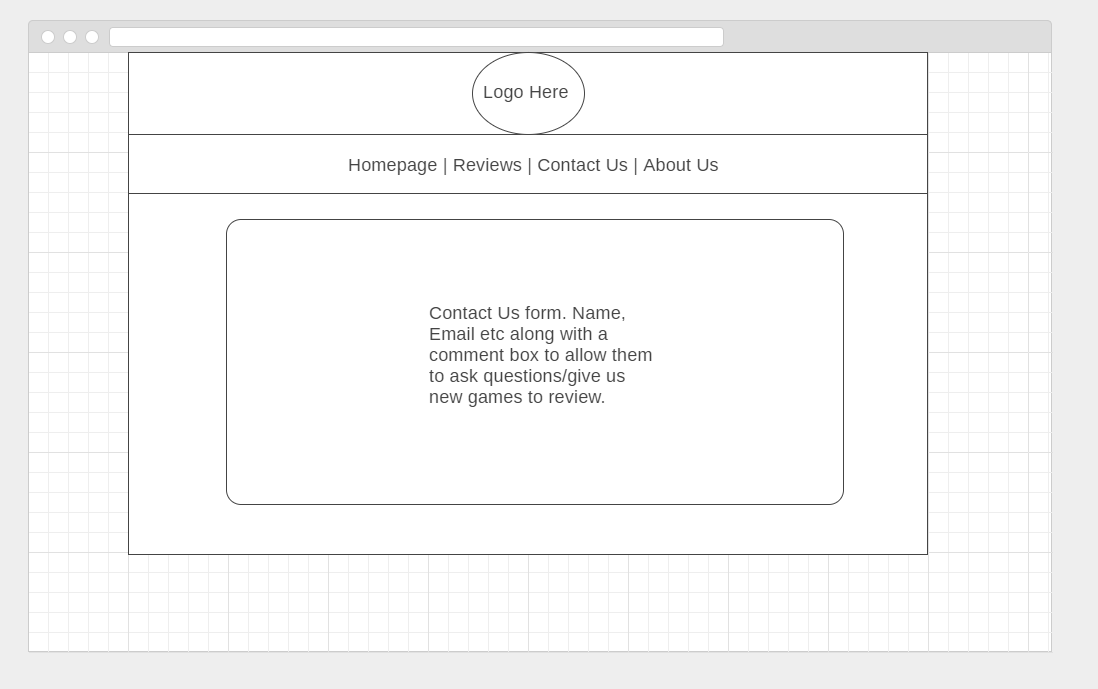 Logo Here
Homepage | Reviews | Contact Us | About Us
Contact Us form. Name,
Email etc along with a
comment box to allow them
to ask questions/give us
new games to review.